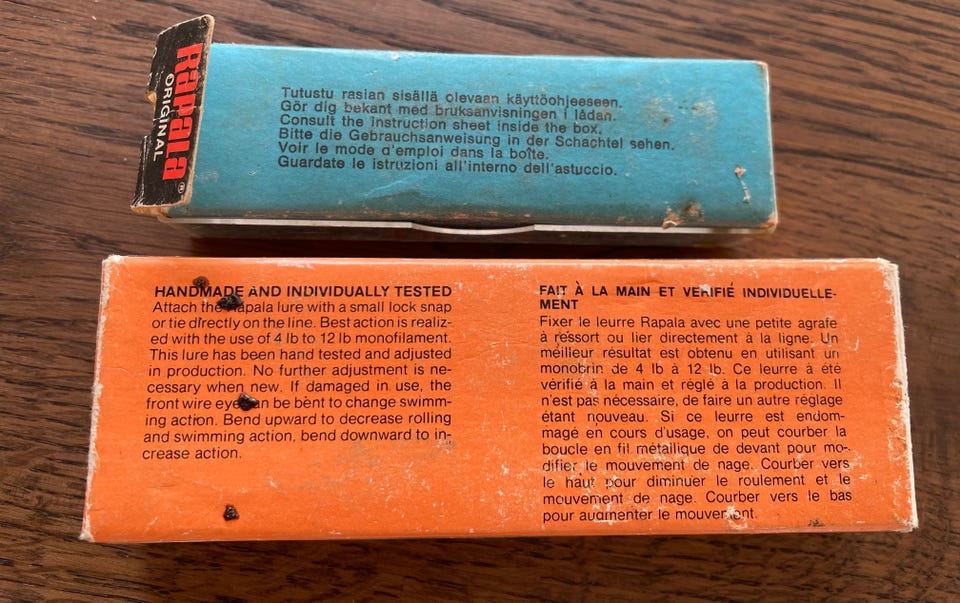 Rapala®
ORIGINAL
Tutustu rasian sisällä olevaan käyttöohjeeseen.
Gör dig bekant med bruksanvisningen i lådan.
Consult the instruction sheet inside the box.
Bitte die Gebrauchsanweisung in der Schachtel sehen.
Voir le mode d'emploi dans la boîte.
Guardate le istruzioni all'interno dell'astuccio.
HANDMADE AND INDIVIDUALLY TESTED
Attach the Rapala lure with a small lock snap
or tie directly on the line. Best action is realiz-
ed with the use of 4 lb to 12 lb monofilament.
This lure has been hand tested and adjusted
in production. No further adjustment is ne-
cessary when new. If damaged in use, the
front wire eye can be bent to change swimm-
ing action. Bend upward to decrease rolling
and swimming action, bend downward to in-
crease action.
FAIT À LA MAIN ET VÉRIFIÉ INDIVIDUELLE-
MENT
Fixer le leurre Rapala avec une petite agrafe
à ressort ou lier directement à la ligne. Un
meilleur résultat est obtenu en utilisant un
monobrin de 4 lb à 12 lb. Ce leurre à été
vérifié à la main et réglé à la production. Il
n'est pas nécessaire, de faire un autre réglage
étant nouveau. Si ce leurre est endom-
magé en cours d'usage, on peut courber la
boucle en fil métallique de devant pour mo-
difier le mouvement de nage. Courber vers
le haut pour diminuer le roulement et le
mouvement de nage. Courber vers le bas
pour augmenter le mouvement.